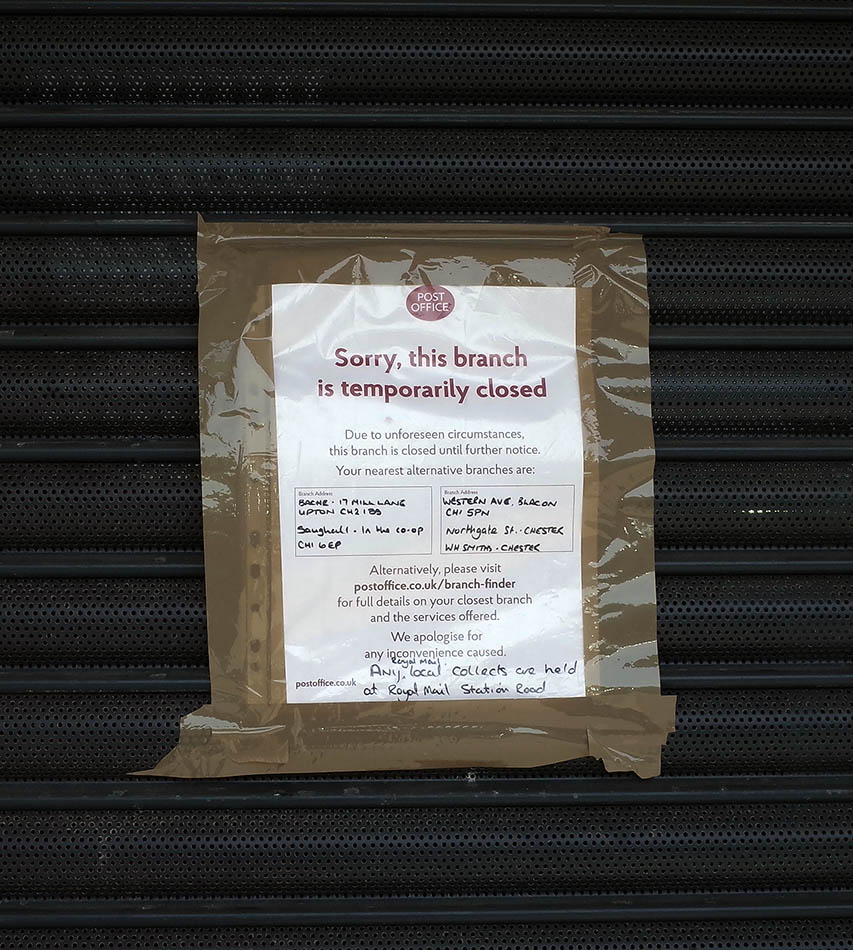 POST
OFFICE
Sorry, this branch
is temporarily closed
Due to unforeseen circumstances,
this branch is closed until further notice.
Your nearest alternative branches are:
Branch Address
BACHE - 17 MILL LANE
UPTON CH2 1BS
Saughall - In the co-op
CH1 6EP
Branch Address
WESTERN AVE, BLACON
CH1 5PN
Northgate St. - CHESTER
WH SMITHS - CHESTER
Alternatively, please visit
postoffice.co.uk/branch-finder
for full details on your closest branch
and the services offered.
We apologise for
any inconvenience caused.
Royal Mail
Any local collects are held
at Royal Mail Station Road
postoffice.co.uk